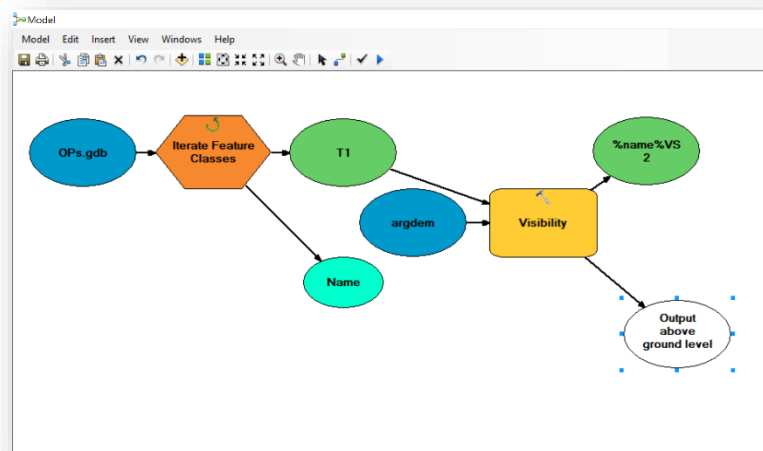 Model
Model Edit Insert View Windows Help
OPs.gdb
Iterate Feature
Classes
T1
%name%VS
2
argdem
Visibility
Name
Output
above
ground level